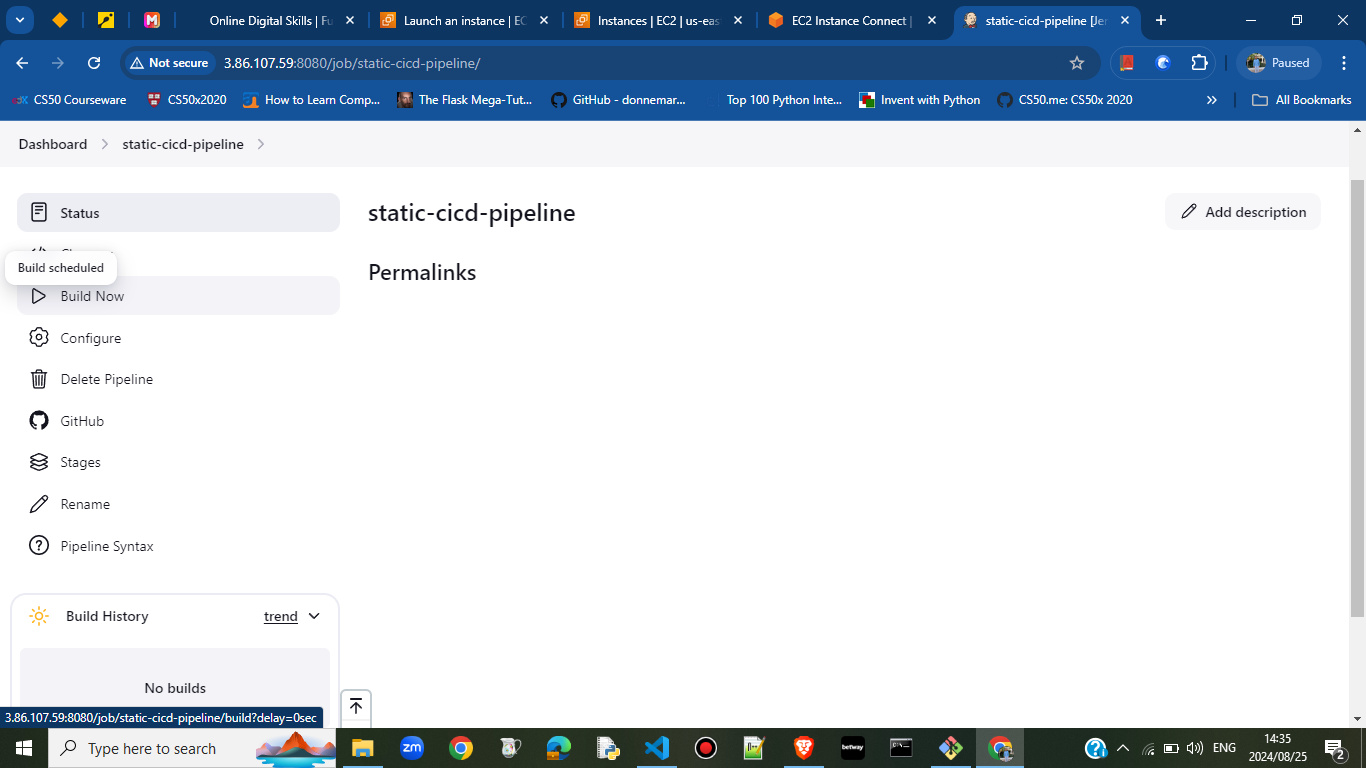 Online Digital Skills | Fu
Launch an instance | EC
Instances | EC2 | us-eas
EC2 Instance Connect |
static-cicd-pipeline [Jen
Not secure
3.86.107.59:8080/job/static-cicd-pipeline/
Paused
CS50 Courseware
CS50x2020
How to Learn Comp...
The Flask Mega-Tut...
GitHub - donnemar...
Top 100 Python Inte...
Invent with Python
CS50.me: CS50x 2020
All Bookmarks
Dashboard
static-cicd-pipeline
Status
static-cicd-pipeline
Add description
Build scheduled
Permalinks
Build Now
Configure
Delete Pipeline
GitHub
Stages
Rename
Pipeline Syntax
Build History
trend
No builds
3.86.107.59:8080/job/static-cicd-pipeline/build?delay=0sec
Type here to search
zm
betway
ENG
14:35
2024/08/25
2